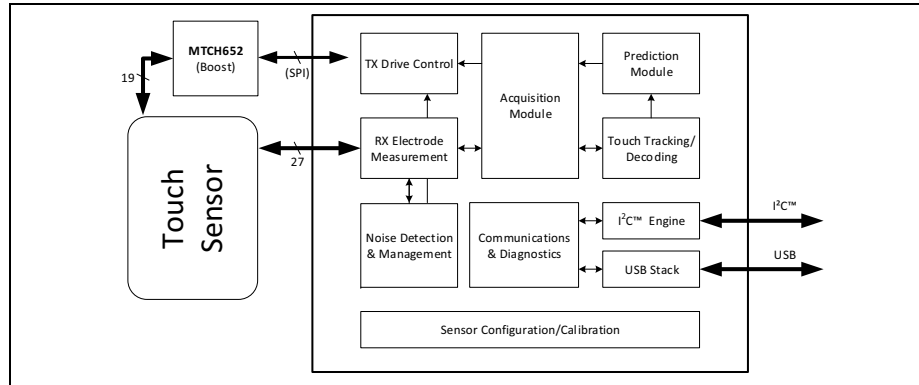 MTCH652
(Boost)
19
(SPI)
Touch
Sensor
27
TX Drive Control
RX Electrode
Measurement
Noise Detection
& Management
Acquisition
Module
Prediction
Module
Touch Tracking/
Decoding
Communications
& Diagnostics
I²C™ Engine
USB Stack
I²C™
USB
Sensor Configuration/Calibration